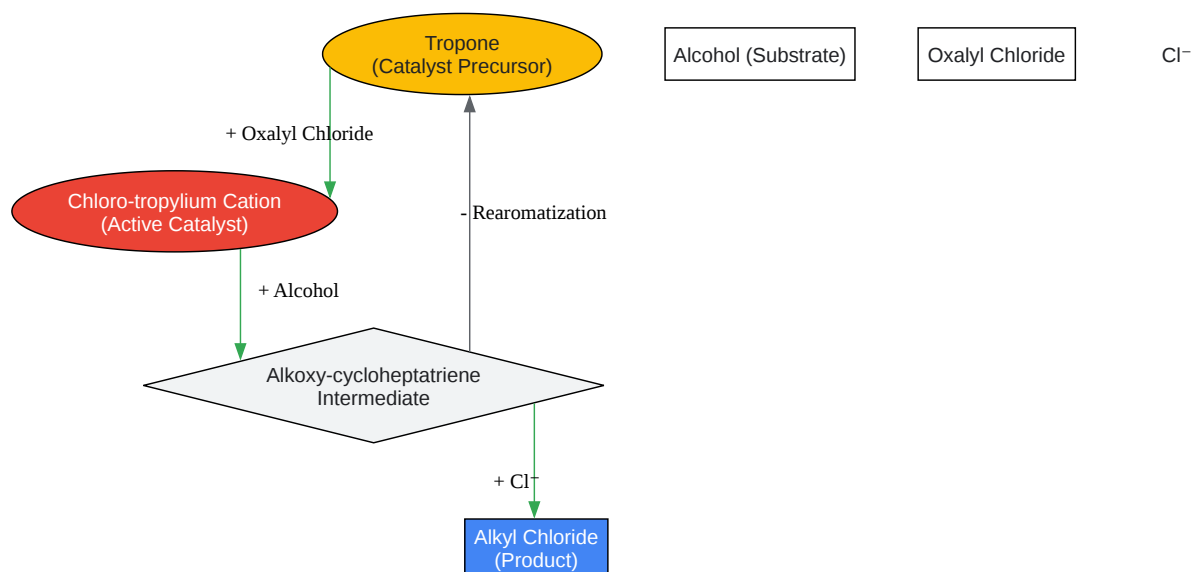 Tropone
(Catalyst Precursor)
Alcohol (Substrate)
Oxalyl Chloride
Cl⁻
+ Oxalyl Chloride
Chloro-tropylium Cation
(Active Catalyst)
- Rearomatization
+ Alcohol
Alkoxy-cycloheptatriene
Intermediate
+ Cl⁻
Alkyl Chloride
(Product)